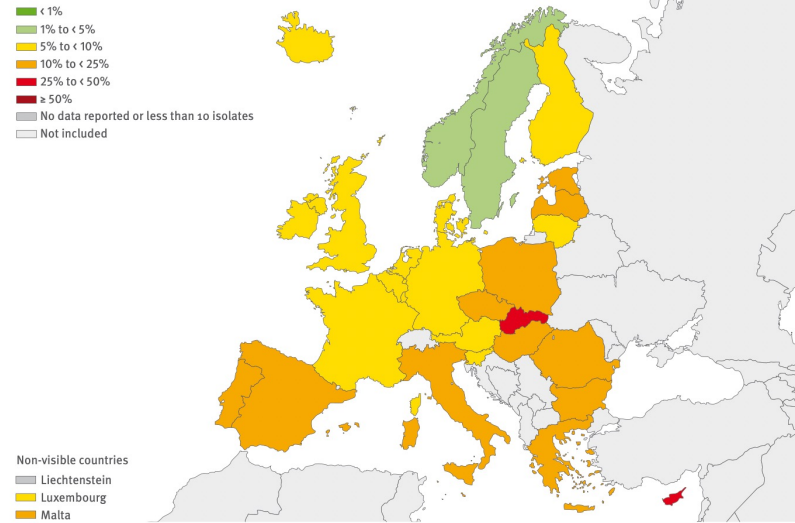 < 1%
1% to < 5%
5% to < 10%
10% to < 25%
25% to < 50%
≥ 50%
No data reported or less than 10 isolates
Not included
Non-visible countries
Liechtenstein
Luxembourg
Malta